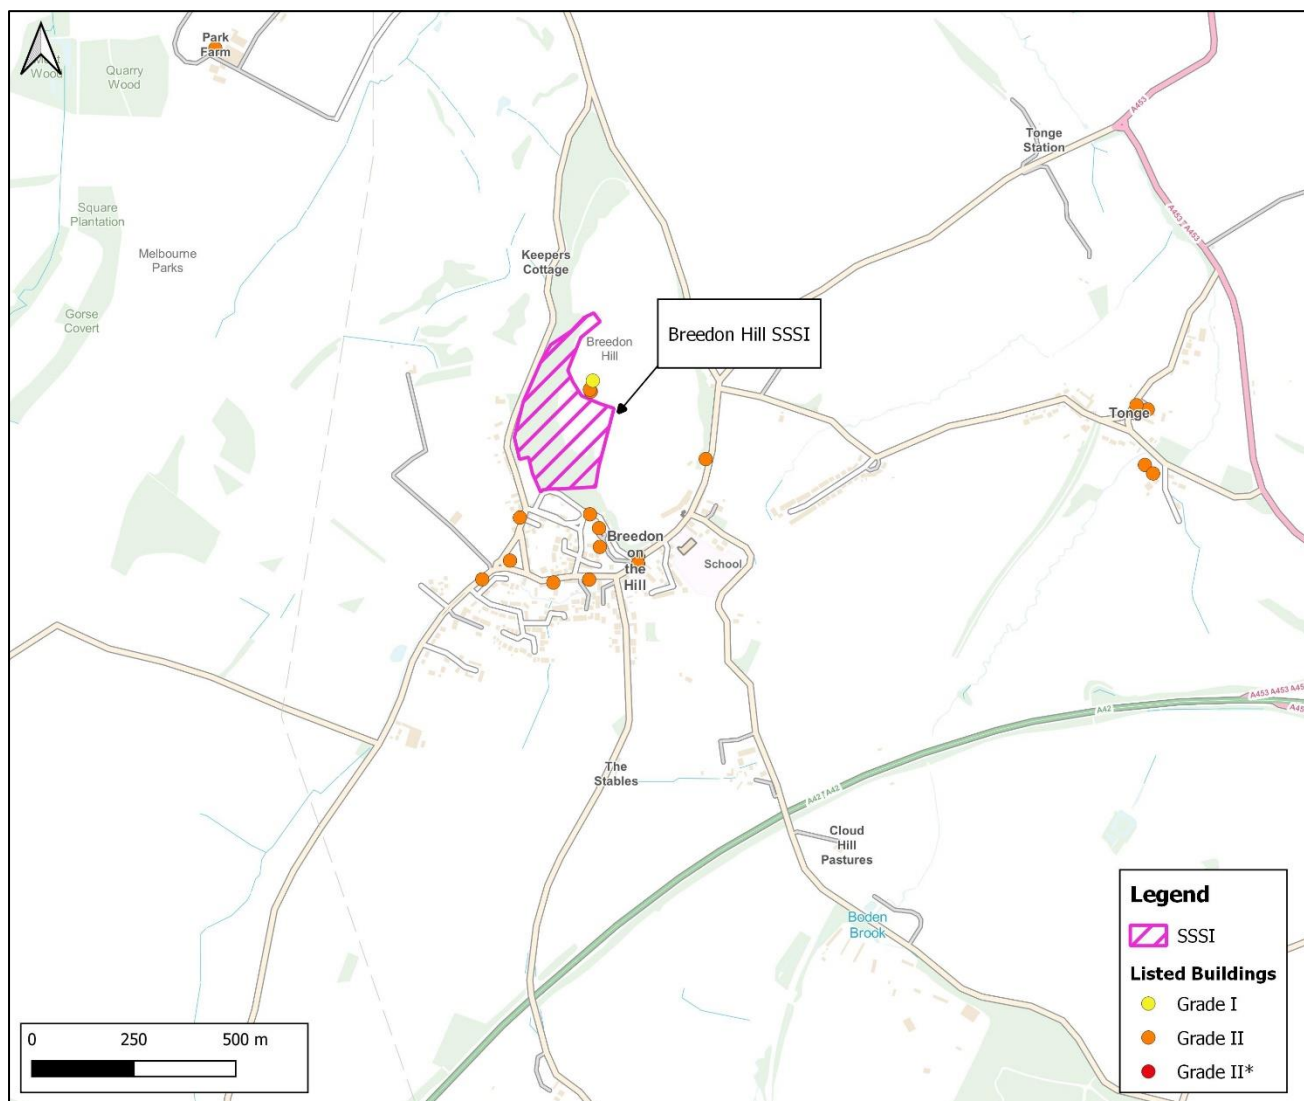 Park
Farm
Wood
Quarry
Wood
A453
Tonge
Station
A453
A453
Square
Plantation
Melbourne
Parks
Keepers
Cottage
Gorse
Covert
Breedon
Hill
Breedon Hill SSSI
Tonge
Breedon
on
the
Hill
School
A453 A453
A42
The
Stables
A42
A42
Cloud
Hill
Pastures
Boden
Brook
Legend
SSSI
Listed Buildings
Grade I
Grade II
Grade II*
0 250 500 m